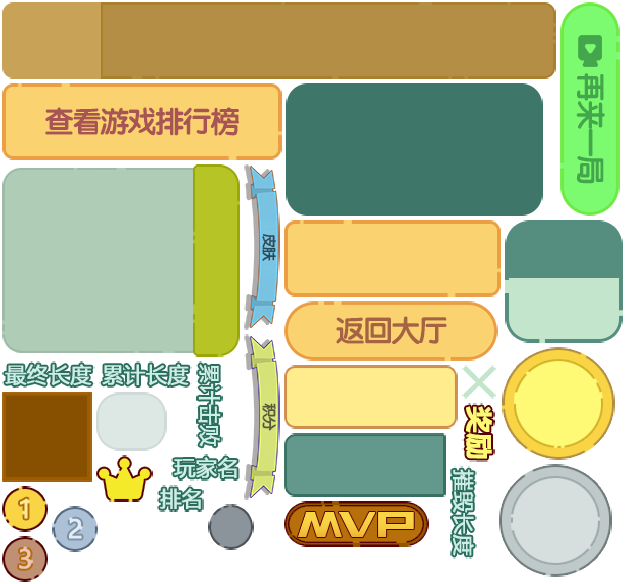 再来一局
查看游戏排行榜
皮肤
返回大厅
最终长度
累计长度
累计击败
积分
奖励
玩家名
排名
摧毁长度
MVP
1
2
3